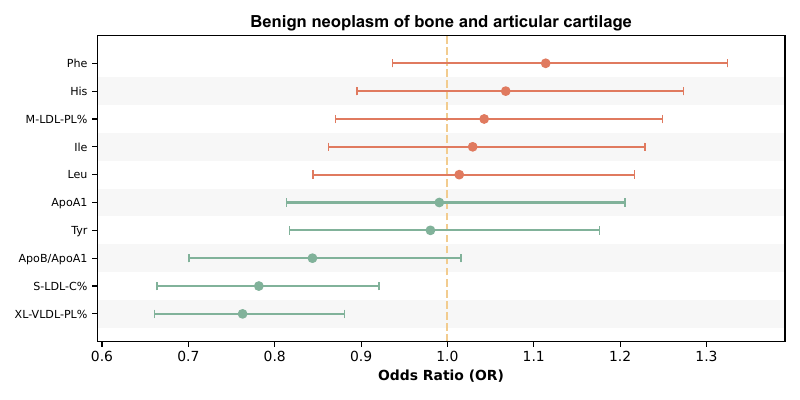 Benign neoplasm of bone and articular cartilage
Phe
His
M-LDL-PL%
Ile
Leu
ApoA1
Tyr
ApoB/ApoA1
S-LDL-C%
XL-VLDL-PL%
0.6 0.7 0.8 0.9 1.0 1.1 1.2 1.3
Odds Ratio (OR)